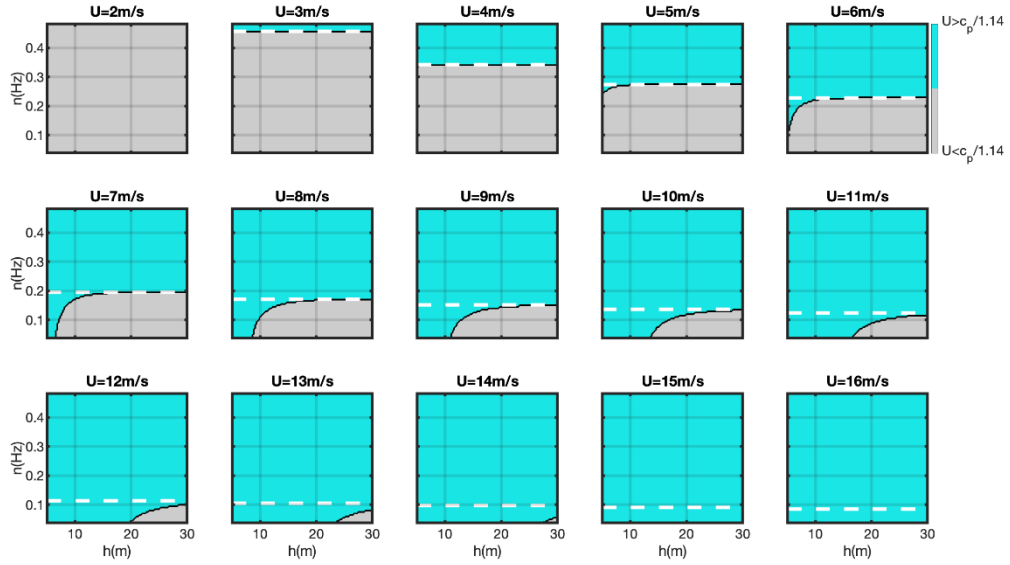 U=2m/s U=3m/s U=4m/s U=5m/s U=6m/s
U>c_p/1.14
n(Hz)
0.4
0.3
0.2
0.1
U<c_p/1.14
U=7m/s U=8m/s U=9m/s U=10m/s U=11m/s
n(Hz)
0.4
0.3
0.2
0.1
U=12m/s U=13m/s U=14m/s U=15m/s U=16m/s
n(Hz)
0.4
0.3
0.2
0.1
10 20 30 10 20 30 10 20 30 10 20 30 10 20 30
h(m) h(m) h(m) h(m) h(m)